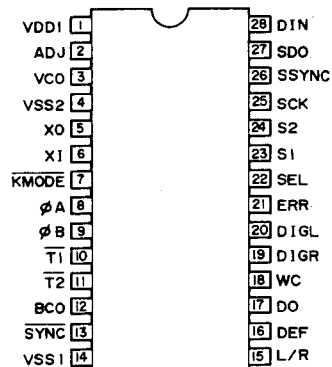 VDD1 1 28 DIN
ADJ 2 27 SDO
VCO 3 26 SSYNC
VSS2 4 25 SCK
XO 5 24 S2
XI 6 23 S1
KMODE 7 22 SEL
øA 8 21 ERR
øB 9 20 DIGL
T1 10 19 DIGR
T2 11 18 WC
BCO 12 17 DO
SYNC 13 16 DEF
VSS1 14 15 L/R